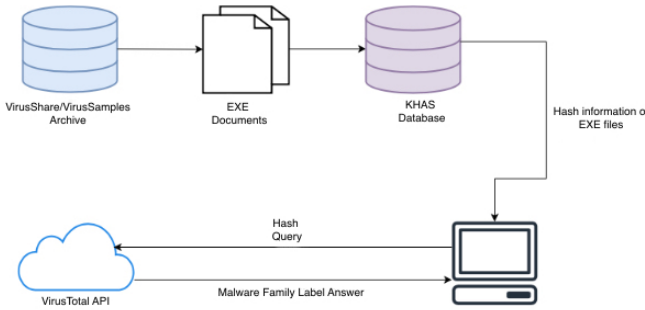 VirusShare/VirusSamples
Archive
EXE
Documents
KHAS
Database
Hash information o
EXE files
Hash
Query
VirusTotal API
Malware Family Label Answer